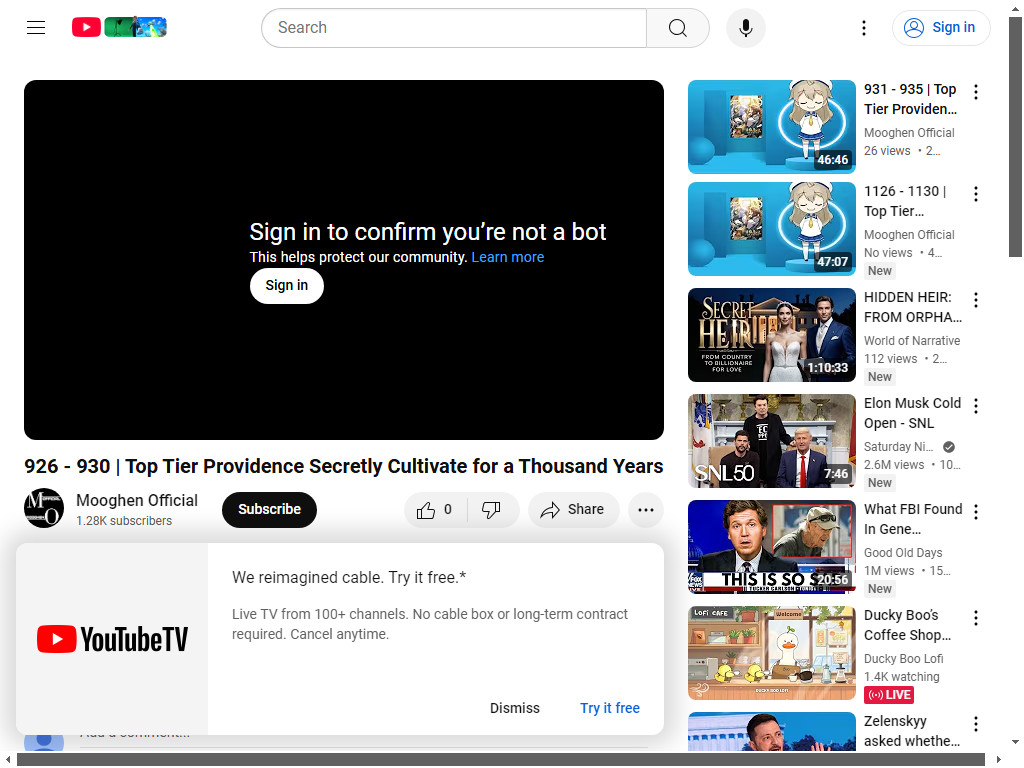 Search
Sign in
Sign in to confirm you’re not a bot
This helps protect our community. Learn more
Sign in
926 - 930 | Top Tier Providence Secretly Cultivate for a Thousand Years
Mooghen Official
1.28K subscribers
Subscribe
0
Share
We reimagined cable. Try it free.*
Live TV from 100+ channels. No cable box or long-term contract
required. Cancel anytime.
YouTubeTV
Dismiss
Try it free
Add a comment...
931 - 935 | Top
Tier Providen...
Mooghen Official
26 views • 2...
46:46
1126 - 1130 |
Top Tier...
Mooghen Official
No views • 4...
New
47:07
SECRET
HEIR
FROM COUNTRY
TO BILLIONAIRE
FOR LOVE
1:10:33
HIDDEN HEIR:
FROM ORPHA...
World of Narrative
112 views • 2...
New
SNL50
7:46
Elon Musk Cold
Open - SNL
Saturday Ni...
2.6M views • 10...
New
FOX
NEWS
THIS IS SO S
TUCKER CARLSON
20:56
What FBI Found
In Gene...
Good Old Days
1M views • 15...
New
LOFI CAFE
Welcome
DUCKY BOO LOFI
Ducky Boo’s
Coffee Shop...
Ducky Boo Lofi
1.4K watching
LIVE
Zelenskyy
asked whethe...